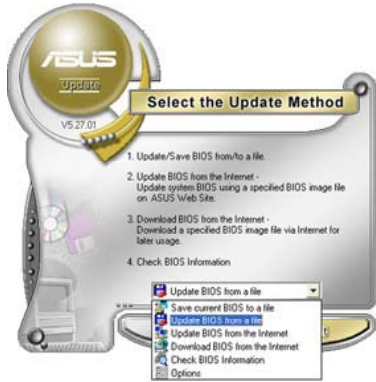 ASUS
Update
V5.27.01
Select the Update Method
1. Update/Save BIOS from/to a file.
2. Update BIOS from the Internet -
Update system BIOS using a specified BIOS image file
on ASUS Web Site.
3. Download BIOS from the Internet -
Download a specified BIOS image file via Internet for
later usage.
4. Check BIOS Information
Update BIOS from a file
Save current BIOS to a file
Update BIOS from a file
Update BIOS from the Internet
Download BIOS from the Internet
Check BIOS Information
Options